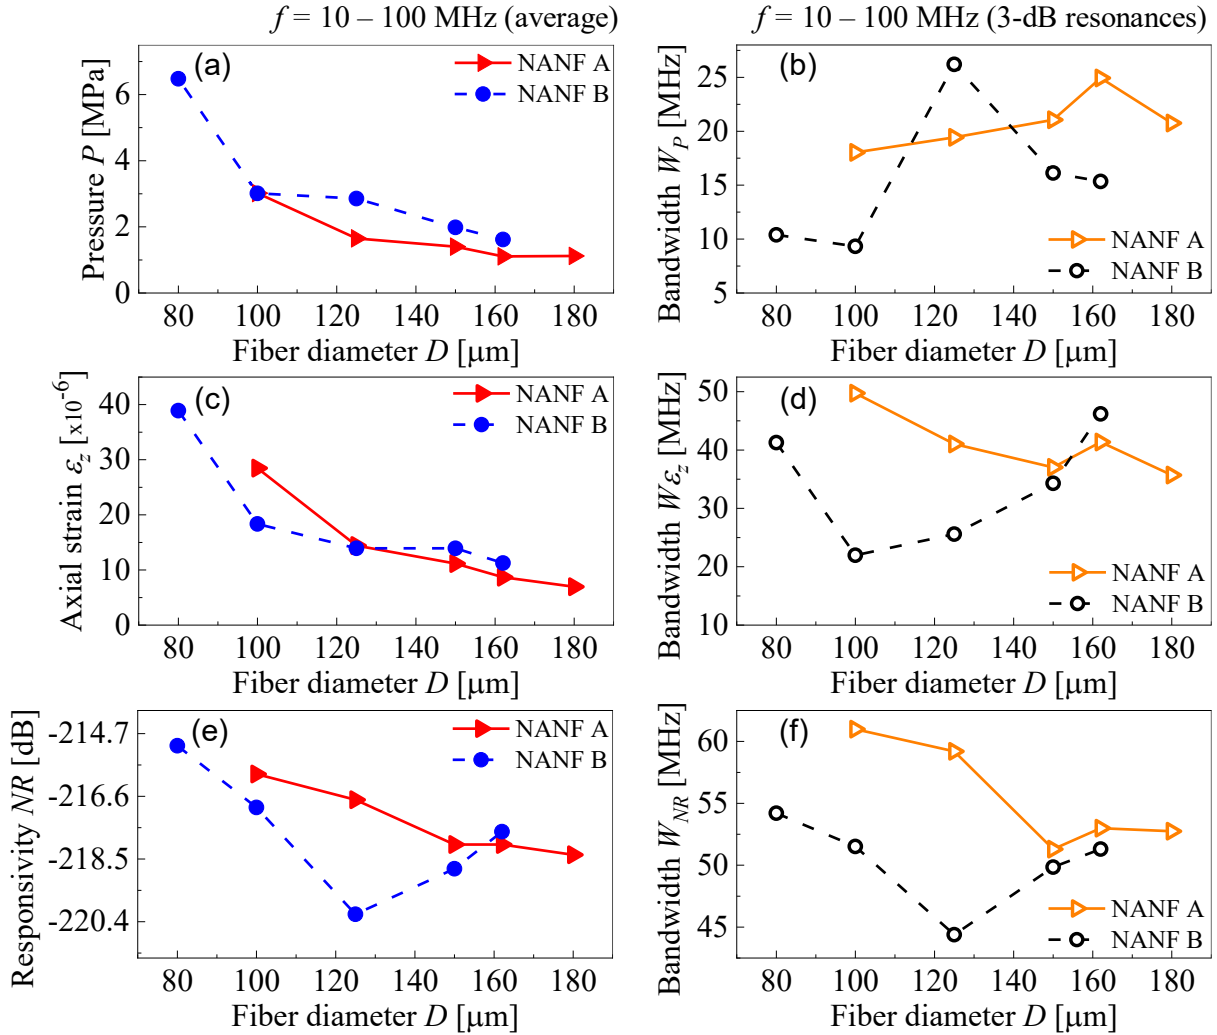 f = 10 – 100 MHz (average)
f = 10 – 100 MHz (3-dB resonances)
(a)
NANF A
NANF B
Pressure P [MPa]
6
4
2
0
80 100 120 140 160 180
Fiber diameter D [μm]
(b)
NANF A
NANF B
Bandwidth W_P [MHz]
25
20
15
10
5
80 100 120 140 160 180
Fiber diameter D [μm]
(c)
NANF A
NANF B
Axial strain ε_z [x10⁻⁶]
40
30
20
10
0
80 100 120 140 160 180
Fiber diameter D [μm]
(d)
NANF A
NANF B
Bandwidth Wε_z [MHz]
50
40
30
20
10
80 100 120 140 160 180
Fiber diameter D [μm]
(e)
NANF A
NANF B
Responsivity NR [dB]
-214.7
-216.6
-218.5
-220.4
80 100 120 140 160 180
Fiber diameter D [μm]
(f)
NANF A
NANF B
Bandwidth W_NR [MHz]
60
55
50
45
80 100 120 140 160 180
Fiber diameter D [μm]